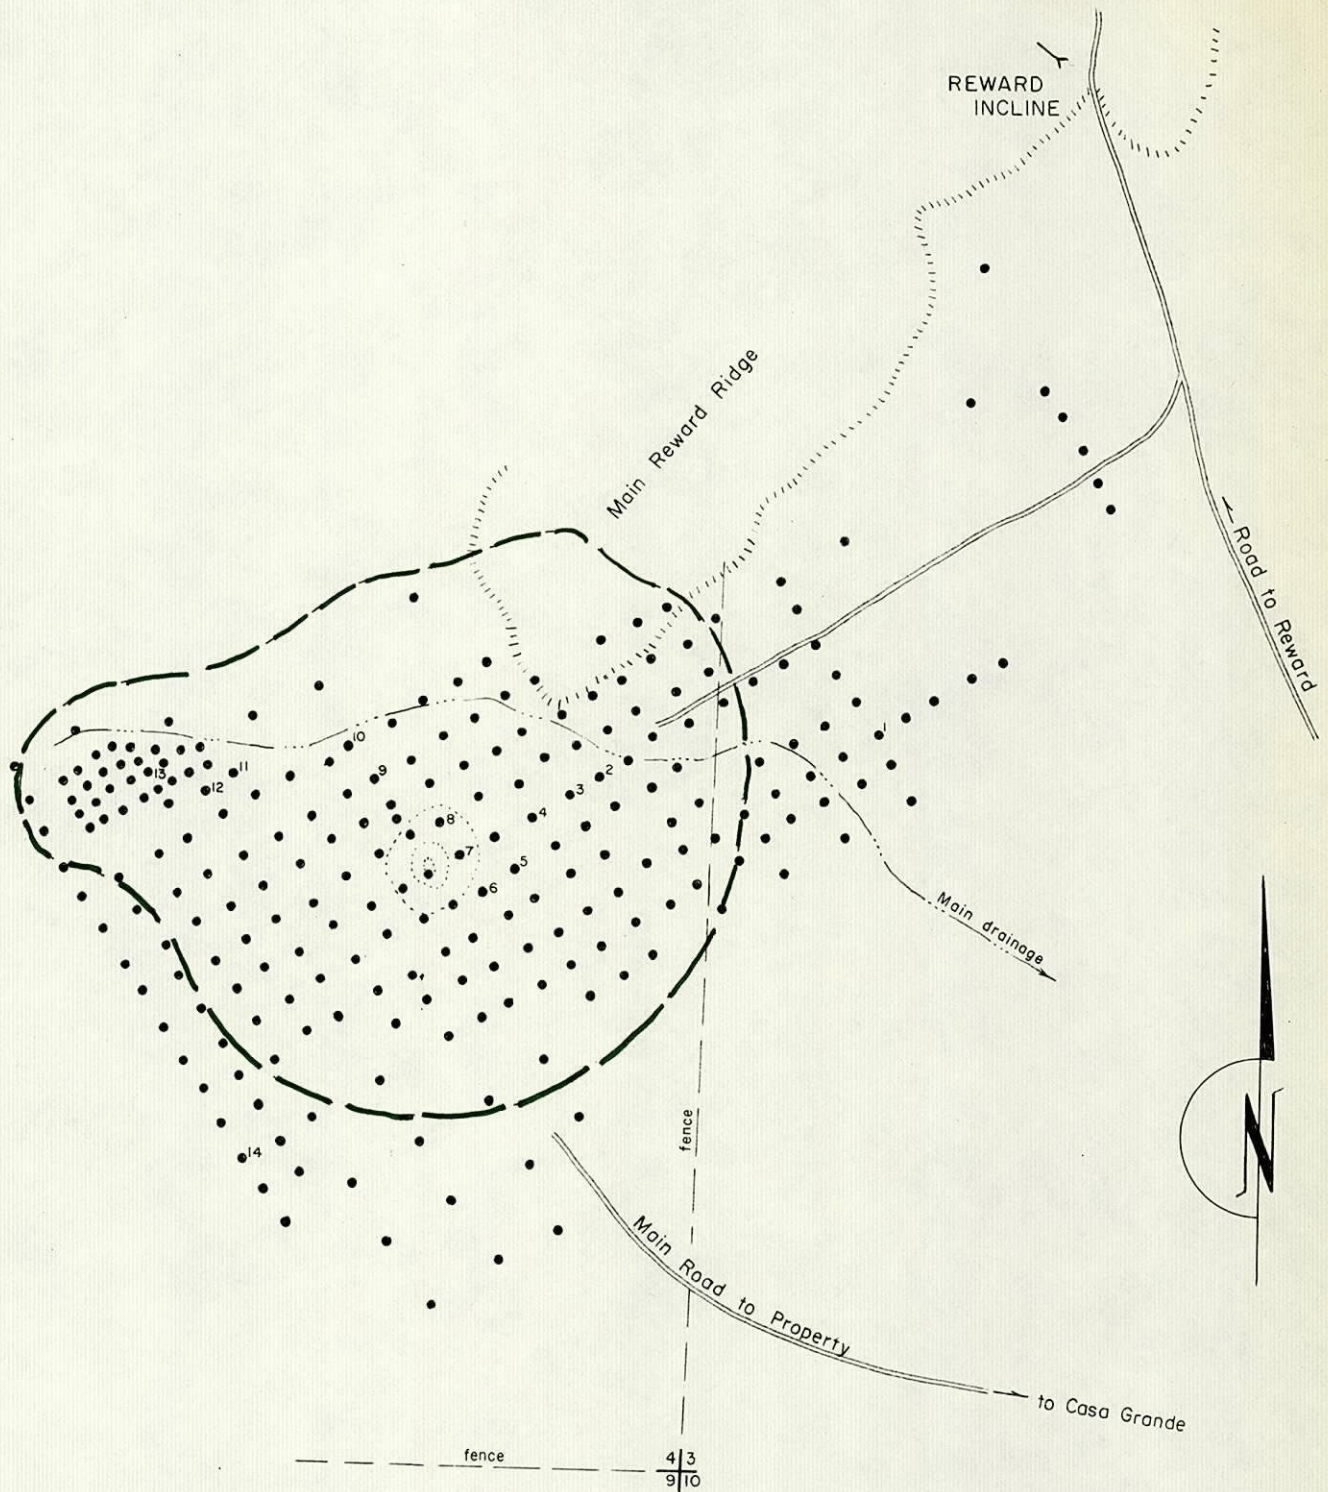 REWARD
INCLINE
Main Reward Ridge
Road to Reward
10
1
9
11
13
12
2
3
8
4
7
5
6
Main drainage
fence
14
Main Road to Property
to Casa Grande
fence
4 3
9 10
N